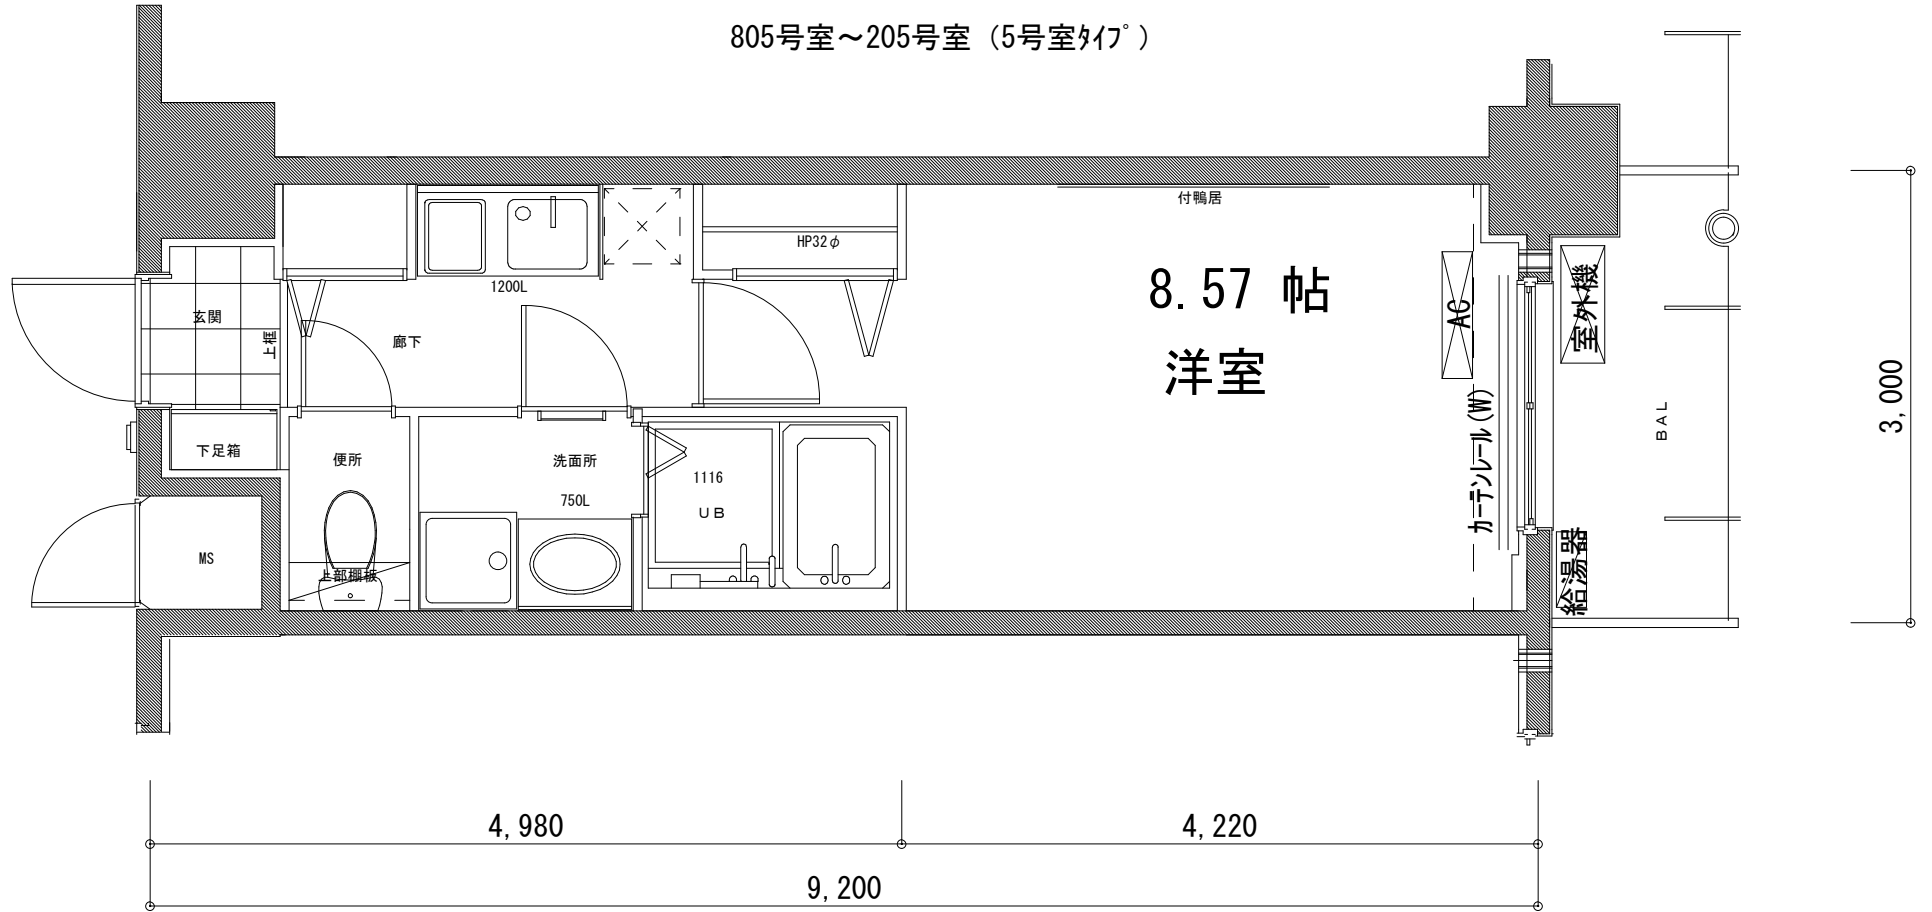 805号室～205号室 (5号室ﾀｲﾌﾟ)
付鴨居
HP32φ
1200L
8.57 帖
洋室
玄関
上框
廊下
AC
室外機
カーテンレール(W)
BAL
3,000
下足箱
便所
洗面所
750L
1116
UB
MS
上部棚板
給湯器
4,980
4,220
9,200